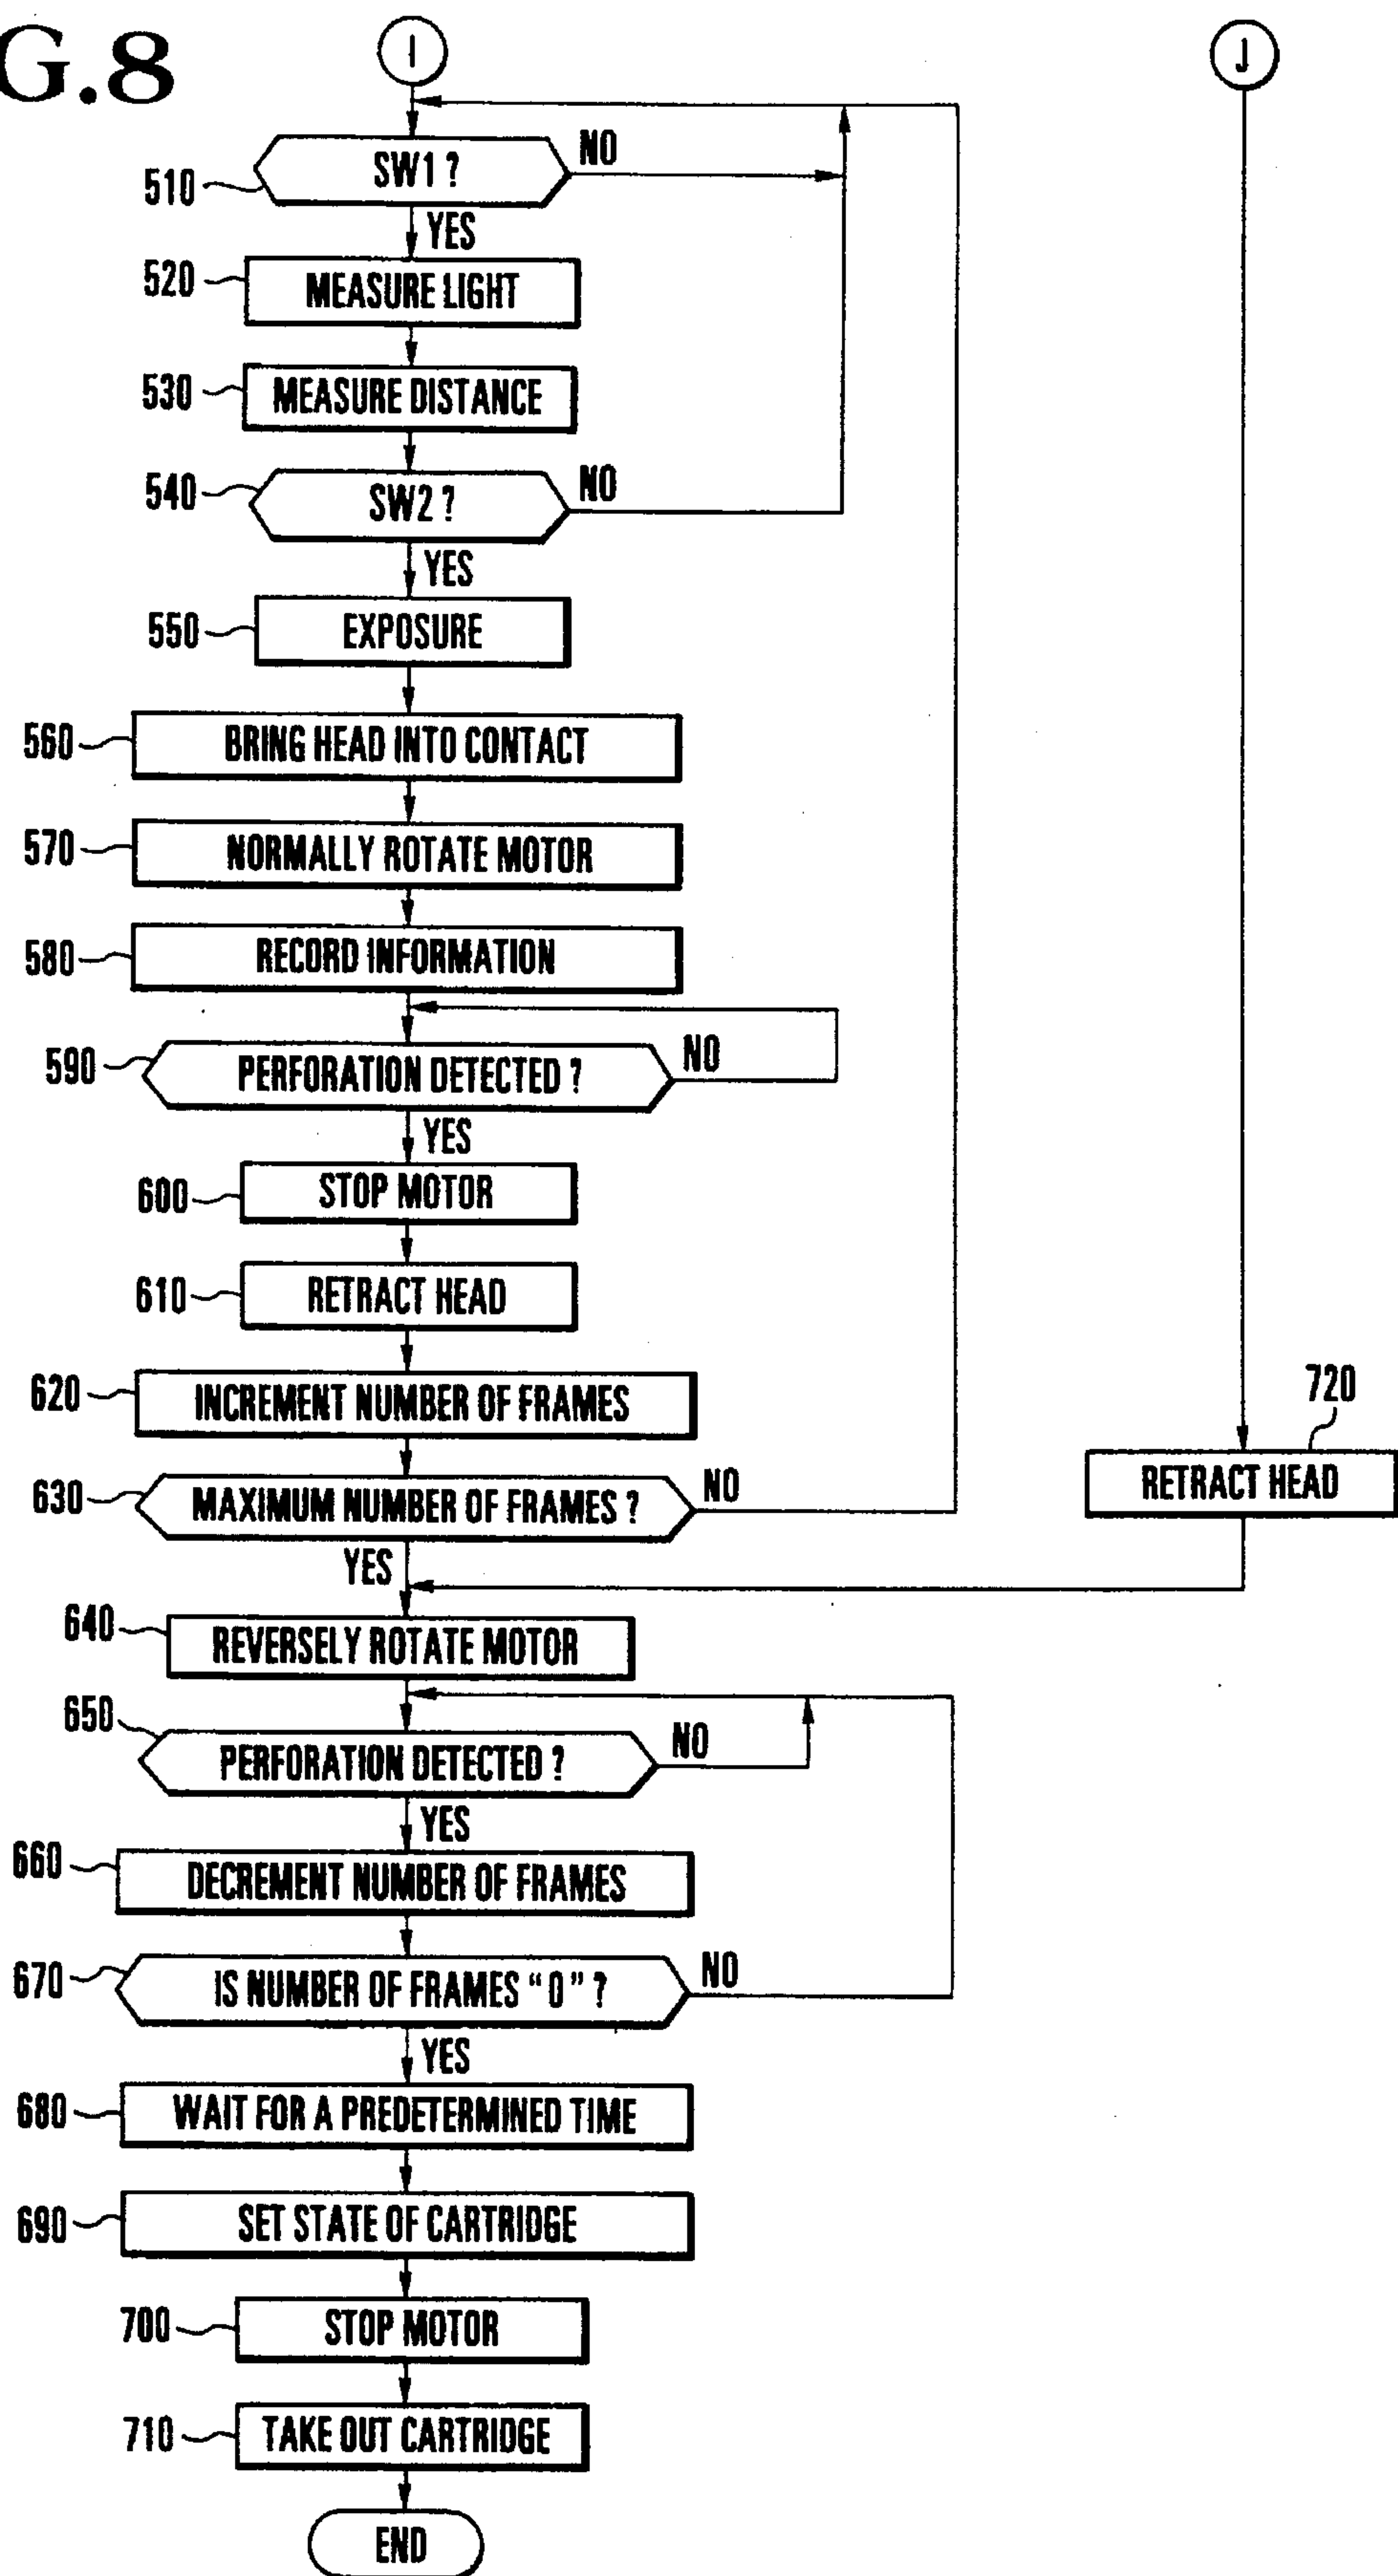 G.8
I
J
510
SW1 ?
NO
YES
520
MEASURE LIGHT
530
MEASURE DISTANCE
540
SW2 ?
NO
YES
550
EXPOSURE
560
BRING HEAD INTO CONTACT
570
NORMALLY ROTATE MOTOR
580
RECORD INFORMATION
590
PERFORATION DETECTED ?
NO
YES
600
STOP MOTOR
610
RETRACT HEAD
620
INCREMENT NUMBER OF FRAMES
720
RETRACT HEAD
630
MAXIMUM NUMBER OF FRAMES ?
NO
YES
640
REVERSELY ROTATE MOTOR
650
PERFORATION DETECTED ?
NO
YES
660
DECREMENT NUMBER OF FRAMES
670
IS NUMBER OF FRAMES "0" ?
NO
YES
680
WAIT FOR A PREDETERMINED TIME
690
SET STATE OF CARTRIDGE
700
STOP MOTOR
710
TAKE OUT CARTRIDGE
END